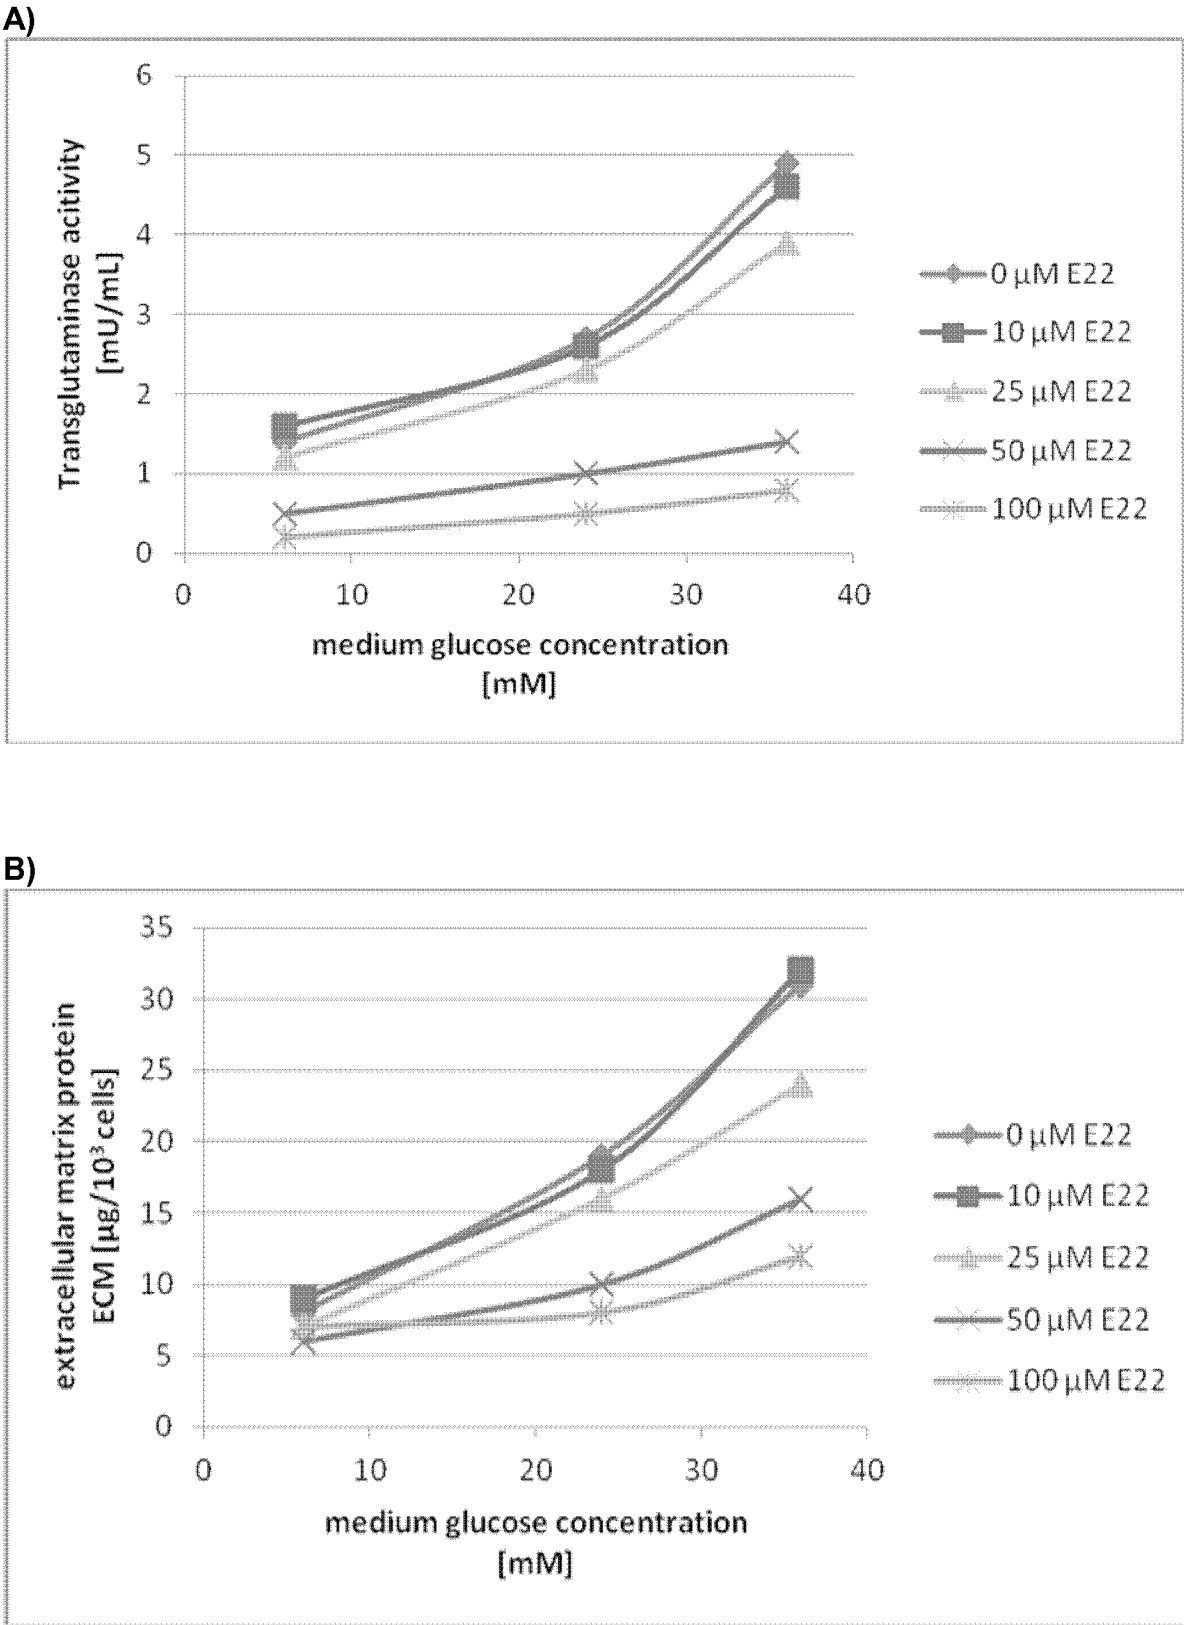 A)
6
5
4
3
2
1
0
Transglutaminase acitivity
[mU/mL]
0 10 20 30 40
medium glucose concentration
[mM]
0 µM E22
10 µM E22
25 µM E22
50 µM E22
100 µM E22
B)
35
30
25
20
15
10
5
0
extracellular matrix protein
ECM [µg/10³ cells]
0 10 20 30 40
medium glucose concentration
[mM]
0 µM E22
10 µM E22
25 µM E22
50 µM E22
100 µM E22